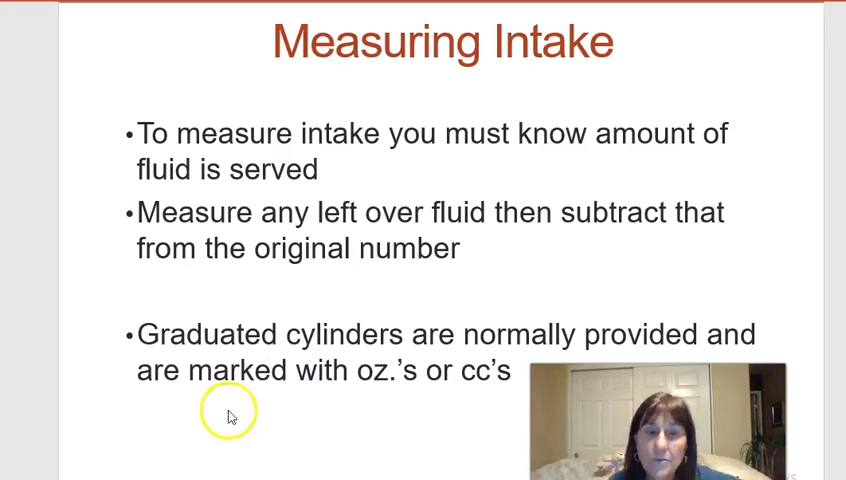 Measuring Intake
•To measure intake you must know amount of
fluid is served
•Measure any left over fluid then subtract that
from the original number
•Graduated cylinders are normally provided and
are marked with oz.’s or cc’s